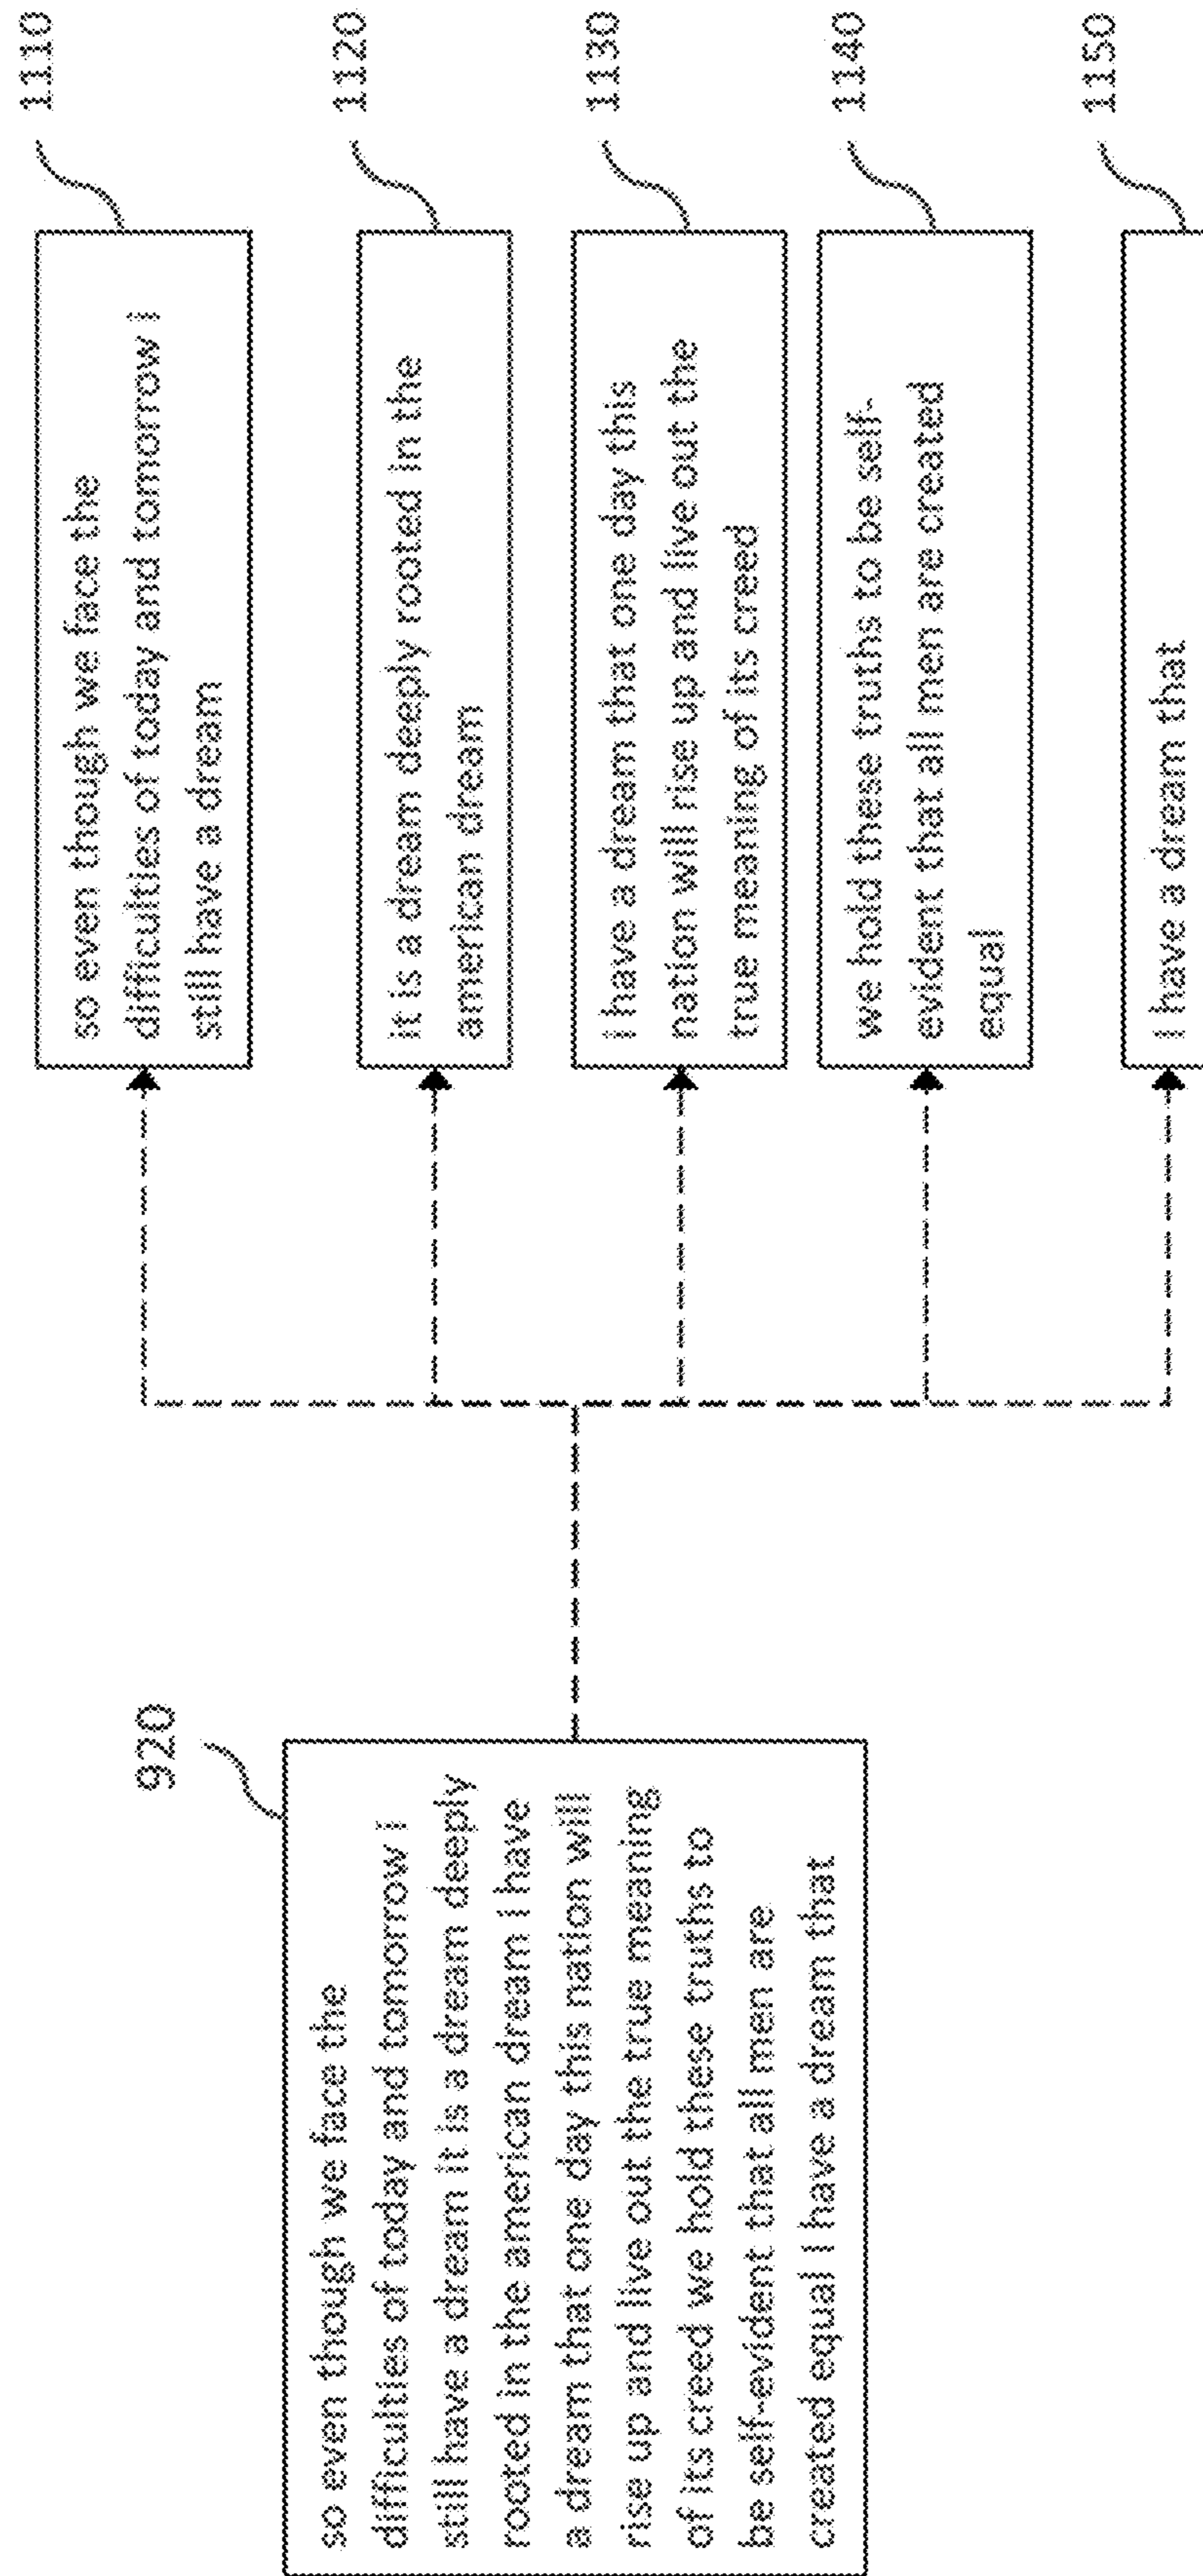 920
so even though we face the
difficulties of today and tomorrow i
still have a dream it is a dream deeply
rooted in the american dream i have
a dream that one day this nation will
rise up and live out the true meaning
of its creed we hold these truths to
be self-evident that all men are
created equal I have a dream that
1110
so even though we face the
difficulties of today and tomorrow i
still have a dream
1120
it is a dream deeply rooted in the
american dream
1130
i have a dream that one day this
nation will rise up and live out the
true meaning of its creed
1140
we hold these truths to be self-
evident that all men are created
equal
1150
i have a dream that